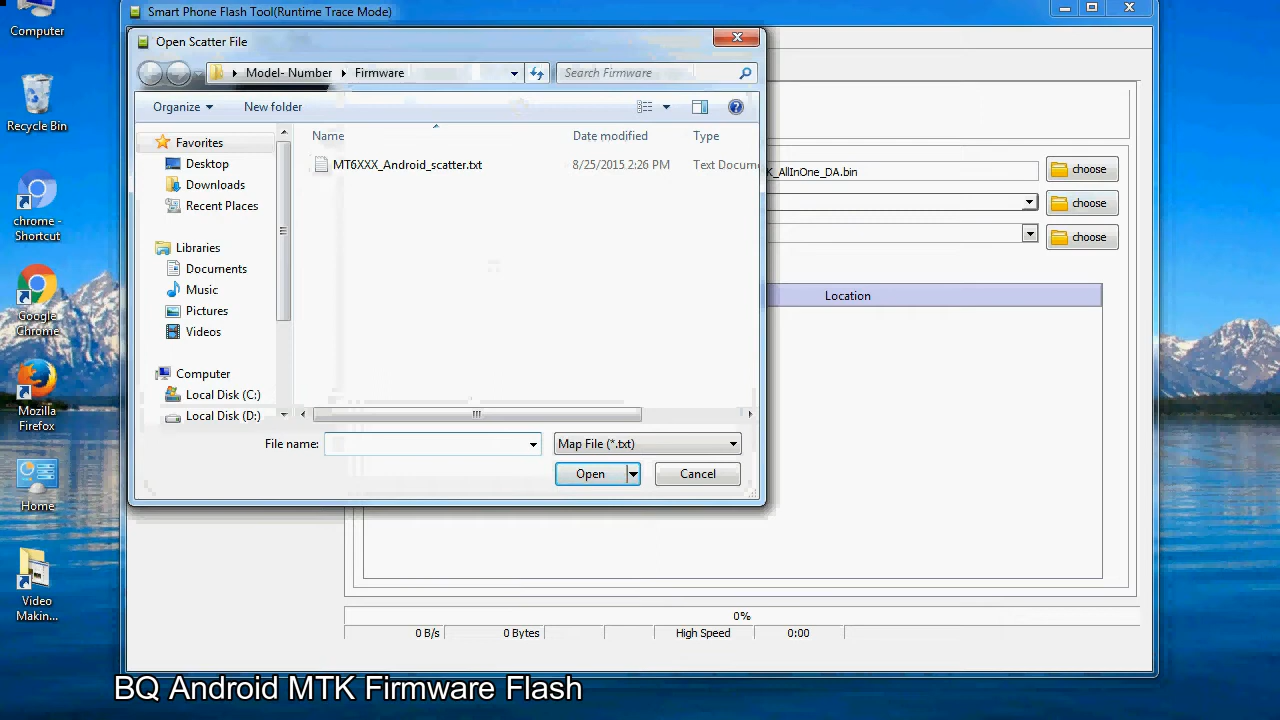 Computer
Recycle Bin
chrome -
Shortcut
Google
Chrome
Mozilla
Firefox
Home
Video
Makin...
Smart Phone Flash Tool(Runtime Trace Mode)
Open Scatter File
Model- Number Firmware
Search Firmware
Organize New folder
Name Date modified Type
MT6XXX_Android_scatter.txt 8/25/2015 2:26 PM Text Docum
Favorites
Desktop
Downloads
Recent Places
Libraries
Documents
Music
Pictures
Videos
Computer
Local Disk (C:)
Local Disk (D:)
File name: Map File (*.txt)
Open Cancel
K_AllInOne_DA.bin choose
choose
choose
Location
0%
0 B/s 0 Bytes High Speed 0:00
BQ Android MTK Firmware Flash